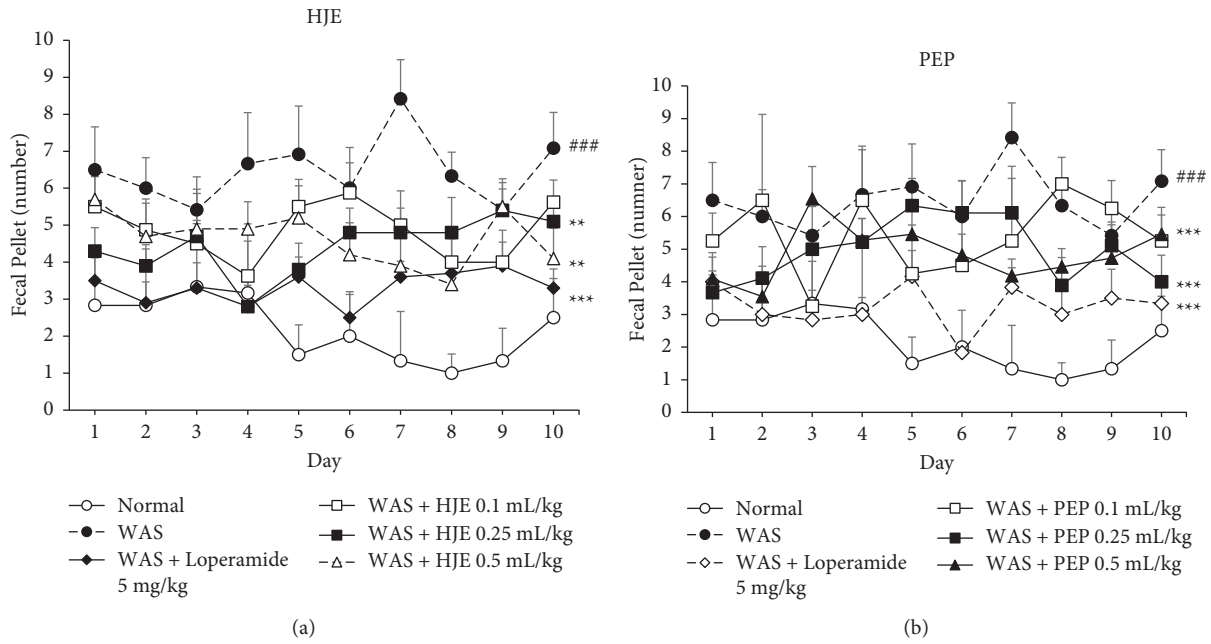 HJE
Fecal Pellet (number)
10
9
8
7
6
5
4
3
2
1
0
###
**
**
***
1 2 3 4 5 6 7 8 9 10
Day
Normal
WAS
WAS + Loperamide
5 mg/kg
WAS + HJE 0.1 mL/kg
WAS + HJE 0.25 mL/kg
WAS + HJE 0.5 mL/kg
(a)
PEP
Fecal Pellet (numner)
10
9
8
7
6
5
4
3
2
1
0
###
***
***
***
1 2 3 4 5 6 7 8 9 10
Day
Normal
WAS
WAS + Loperamide
5 mg/kg
WAS + PEP 0.1 mL/kg
WAS + PEP 0.25 mL/kg
WAS + PEP 0.5 mL/kg
(b)